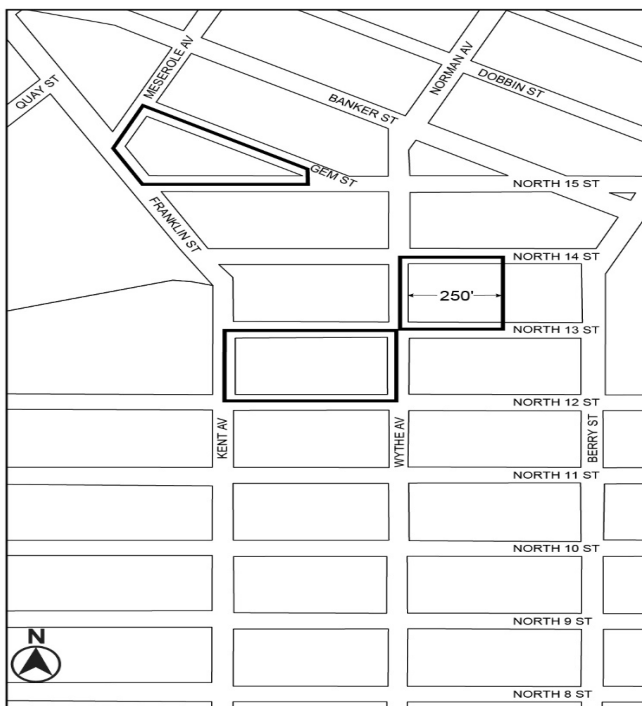 QUAY ST
MESEROLE AV
NORMAN AV
DOBBIN ST
BANKER ST
GEM ST
NORTH 15 ST
FRANKLIN ST
NORTH 14 ST
250'
NORTH 13 ST
NORTH 12 ST
KENT AV
WYTHE AV
BERRY ST
NORTH 11 ST
NORTH 10 ST
NORTH 9 ST
N
NORTH 8 ST